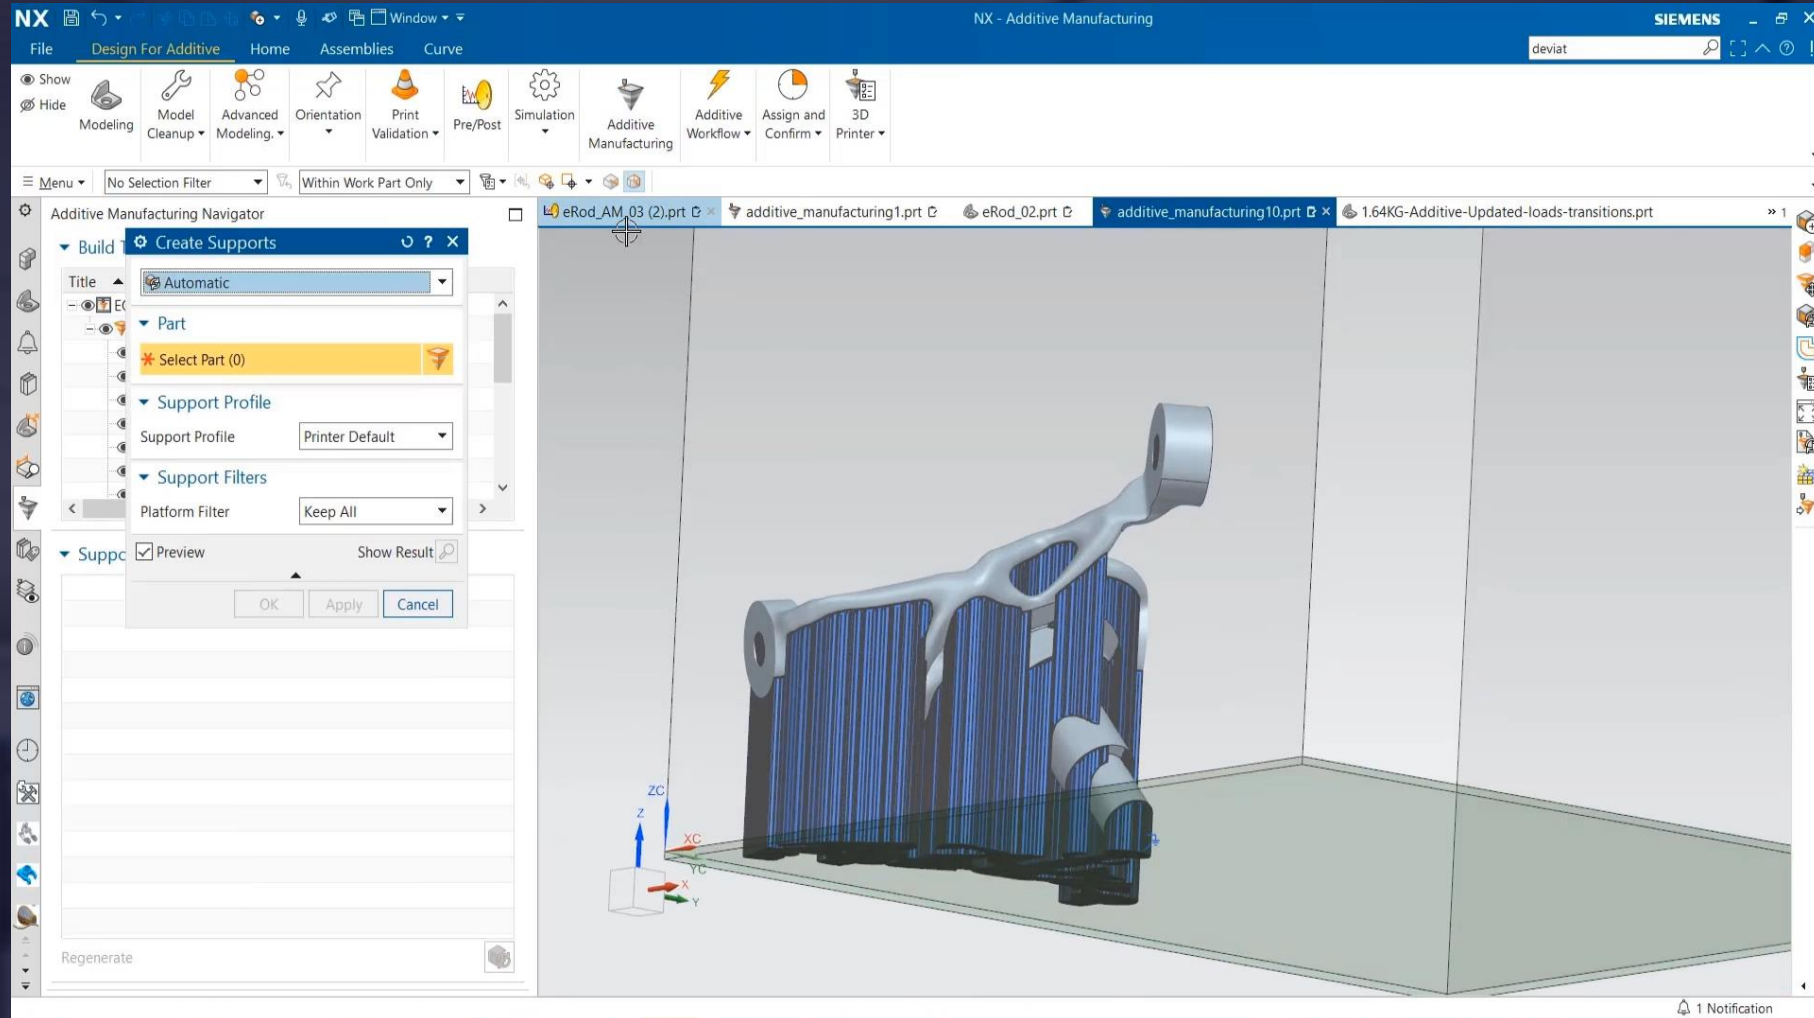 NX Window NX - Additive Manufacturing SIEMENS
File Design For Additive Home Assemblies Curve deviat
Show
Hide
Modeling
Model
Cleanup
Advanced
Modeling.
Orientation
Print
Validation
Pre/Post
Simulation
Additive
Manufacturing
Additive
Workflow
Assign and
Confirm
3D
Printer
Menu No Selection Filter Within Work Part Only
Additive Manufacturing Navigator
eRod_AM_03 (2).prt additive_manufacturing1.prt eRod_02.prt additive_manufacturing10.prt 1.64KG-Additive-Updated-loads-transitions.prt » 1
Build
Create Supports ?
Title
Automatic
Part
* Select Part (0)
Support Profile
Support Profile Printer Default
Support Filters
Platform Filter Keep All
Preview Show Result
OK Apply Cancel
ZC
Z
XC
YC
X
Y
Regenerate
1 Notification